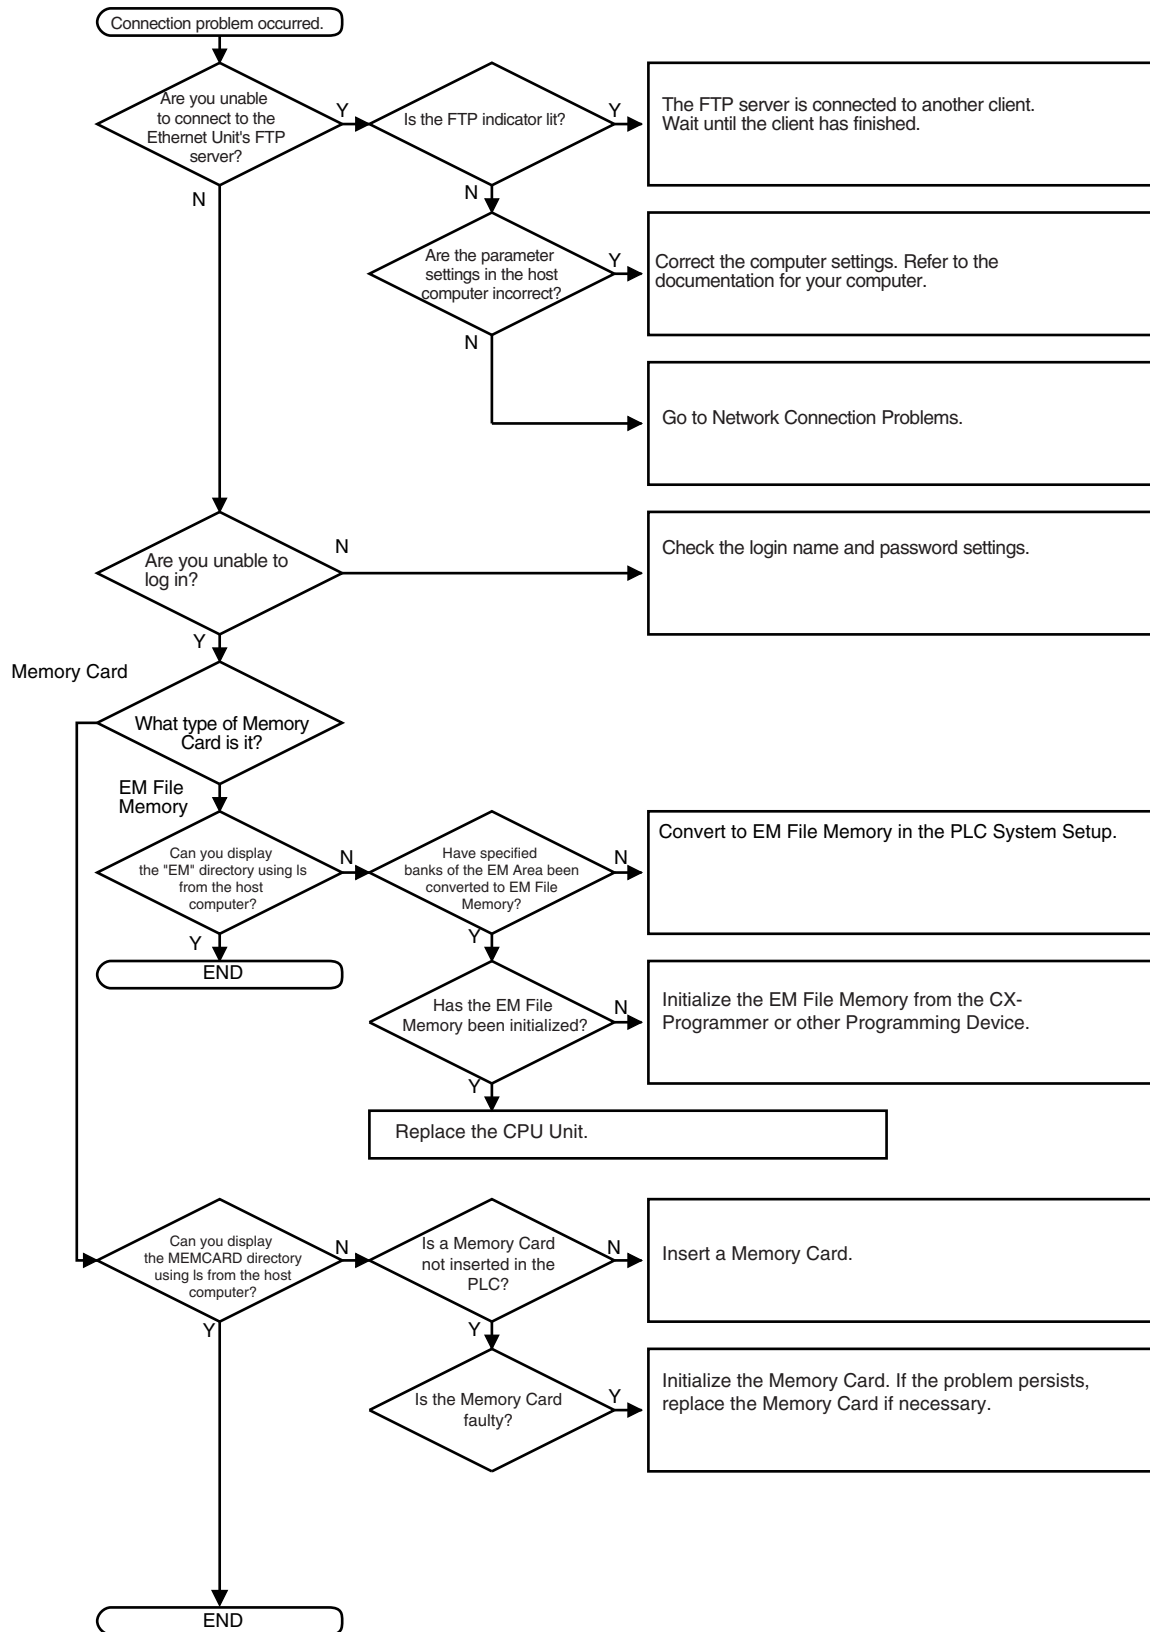 Connection problem occurred.
Are you unable
to connect to the
Ethernet Unit's FTP
server?
Y
Is the FTP indicator lit?
Y
The FTP server is connected to another client.
Wait until the client has finished.
N
N
Are the parameter
settings in the host
computer incorrect?
Y
Correct the computer settings. Refer to the
documentation for your computer.
N
Go to Network Connection Problems.
Are you unable to
log in?
N
Check the login name and password settings.
Y
Memory Card
What type of Memory
Card is it?
EM File
Memory
Can you display
the "EM" directory using ls
from the host
computer?
N
Have specified
banks of the EM Area been
converted to EM File
Memory?
N
Convert to EM File Memory in the PLC System Setup.
Y
END
Y
Has the EM File
Memory been initialized?
N
Initialize the EM File Memory from the CX-
Programmer or other Programming Device.
Y
Replace the CPU Unit.
Can you display
the MEMCARD directory
using ls from the host
computer?
N
Is a Memory Card
not inserted in the
PLC?
N
Insert a Memory Card.
Y
Y
Is the Memory Card
faulty?
Y
Initialize the Memory Card. If the problem persists,
replace the Memory Card if necessary.
END